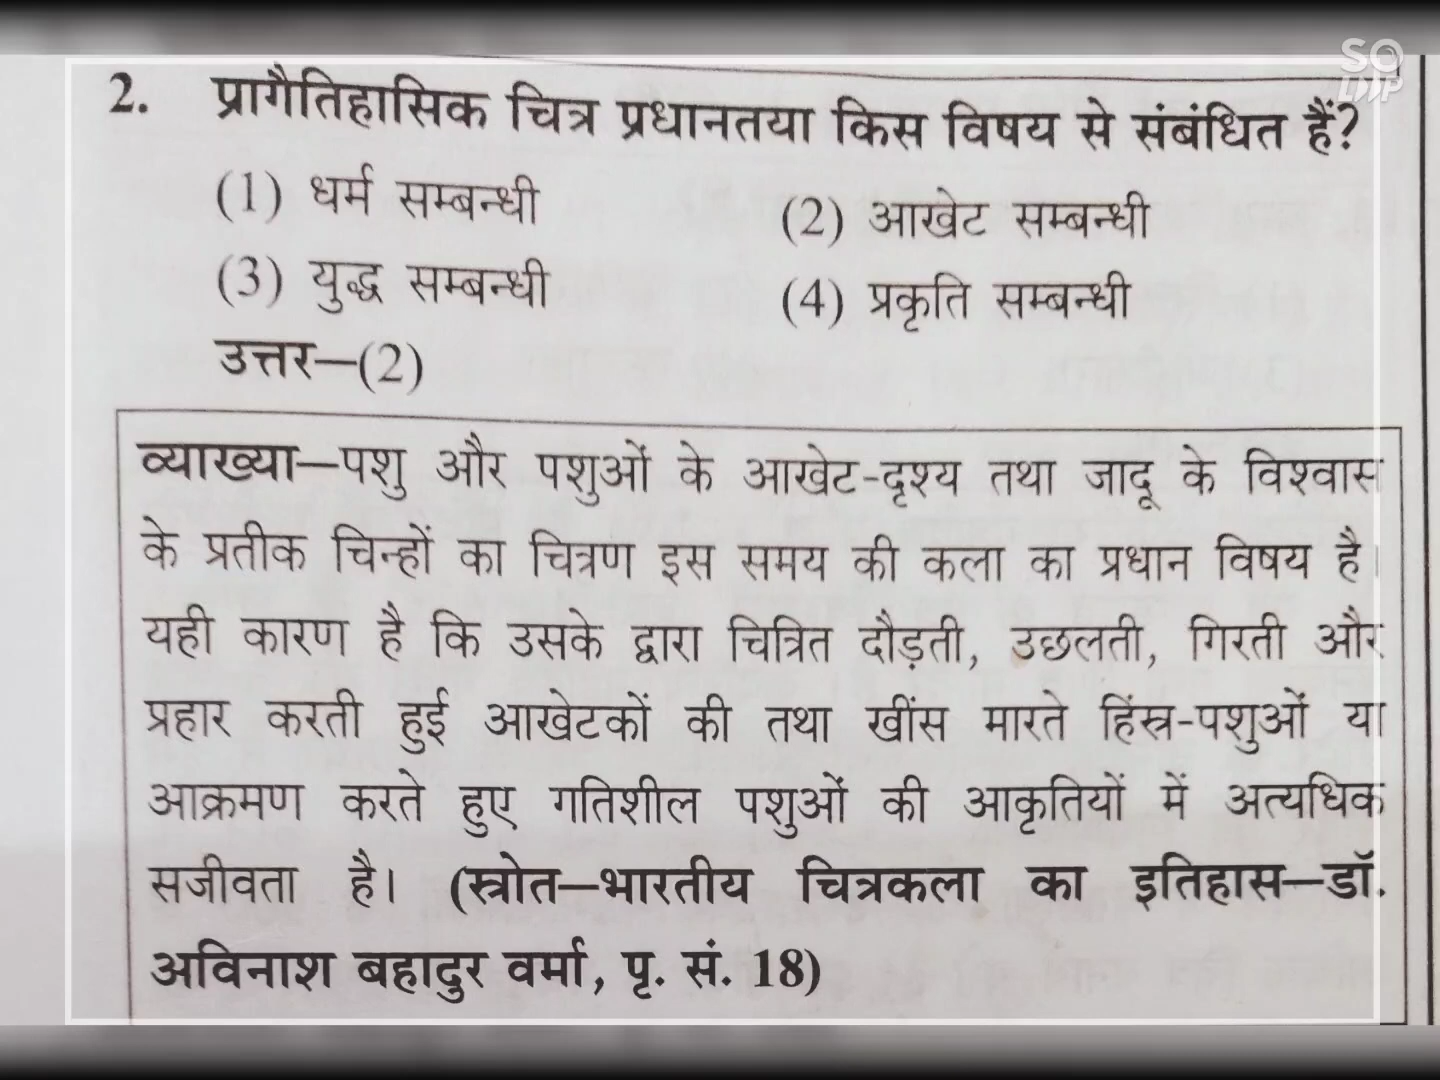 2. प्रागैतिहासिक चित्र प्रधानतया किस विषय से संबंधित हैं?
(1) धर्म सम्बन्धी (2) आखेट सम्बन्धी
(3) युद्ध सम्बन्धी (4) प्रकृति सम्बन्धी
उत्तर—(2)
व्याख्या—पशु और पशुओं के आखेट-दृश्य तथा जादू के विश्वास
के प्रतीक चिन्हों का चित्रण इस समय की कला का प्रधान विषय है।
यही कारण है कि उसके द्वारा चित्रित दौड़ती, उछलती, गिरती और
प्रहार करती हुई आखेटकों की तथा खींस मारते हिंस्र-पशुओं या
आक्रमण करते हुए गतिशील पशुओं की आकृतियों में अत्यधिक
सजीवता है। (स्त्रोत—भारतीय चित्रकला का इतिहास—डॉ.
अविनाश बहादुर वर्मा, पृ. सं. 18)